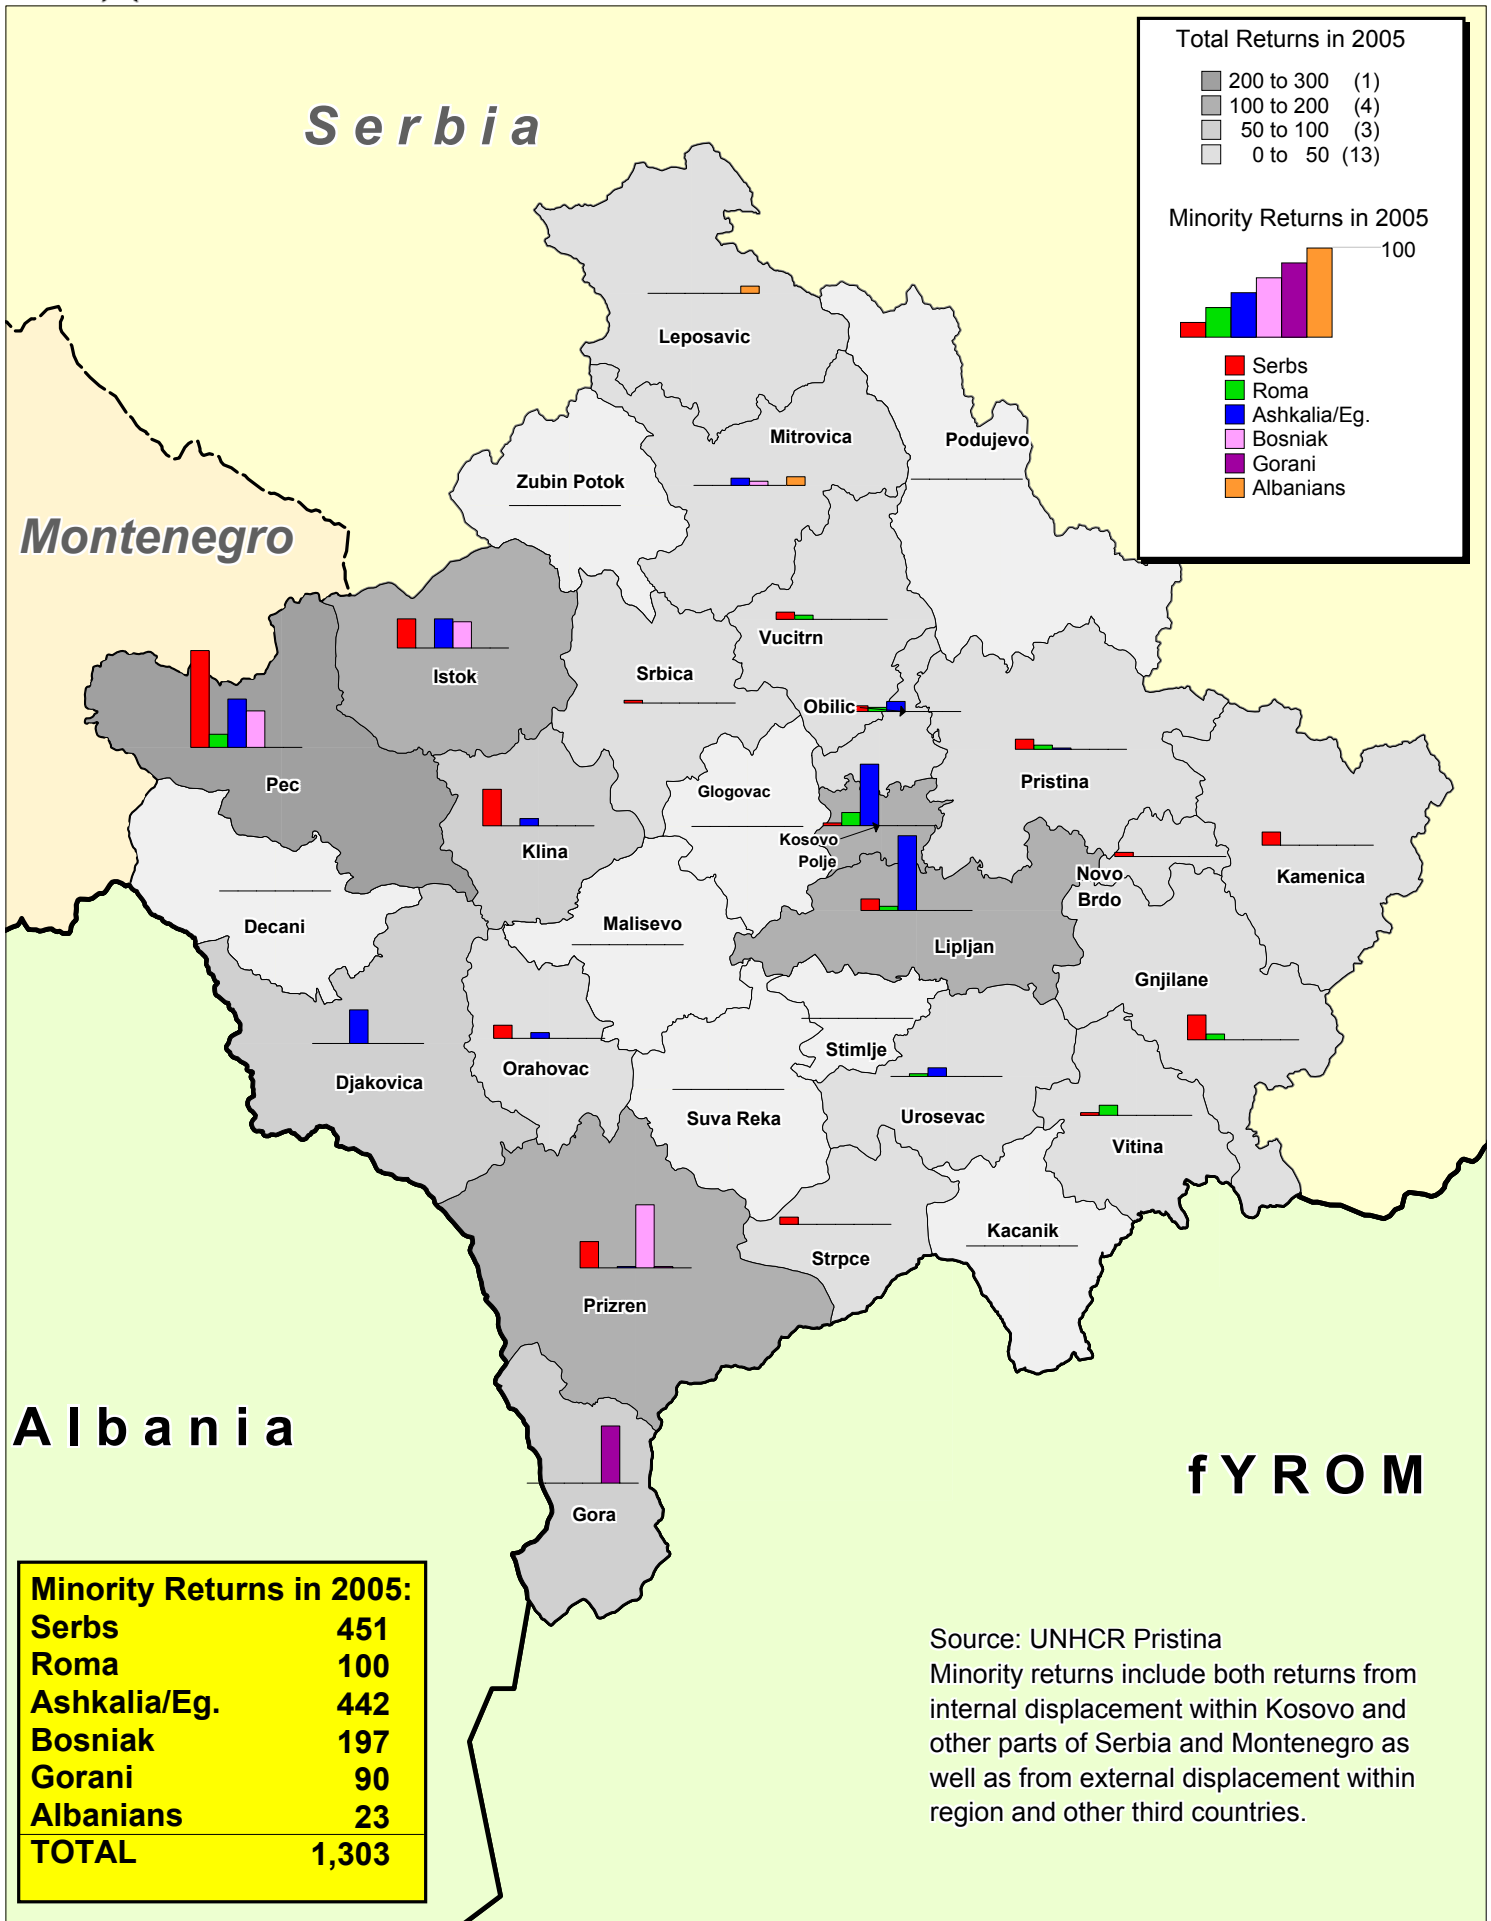 Total Returns in 2005
200 to 300 (1)
100 to 200 (4)
50 to 100 (3)
0 to 50 (13)
Minority Returns in 2005
100
Serbs
Roma
Ashkalia/Eg.
Bosniak
Gorani
Albanians
Serbia
Montenegro
Leposavic
Mitrovica
Podujevo
Zubin Potok
Vucitrn
Istok
Srbica
Obilic
Pec
Glogovac
Pristina
Klina
Kosovo
Polje
Novo
Brdo
Kamenica
Decani
Malisevo
Lipljan
Gnjilane
Djakovica
Orahovac
Stimlje
Suva Reka
Urosevac
Vitina
Kacanik
Strpce
Prizren
Albania
fYROM
Gora
Minority Returns in 2005:
Serbs 451
Roma 100
Ashkalia/Eg. 442
Bosniak 197
Gorani 90
Albanians 23
TOTAL 1,303
Source: UNHCR Pristina
Minority returns include both returns from
internal displacement within Kosovo and
other parts of Serbia and Montenegro as
well as from external displacement within
region and other third countries.